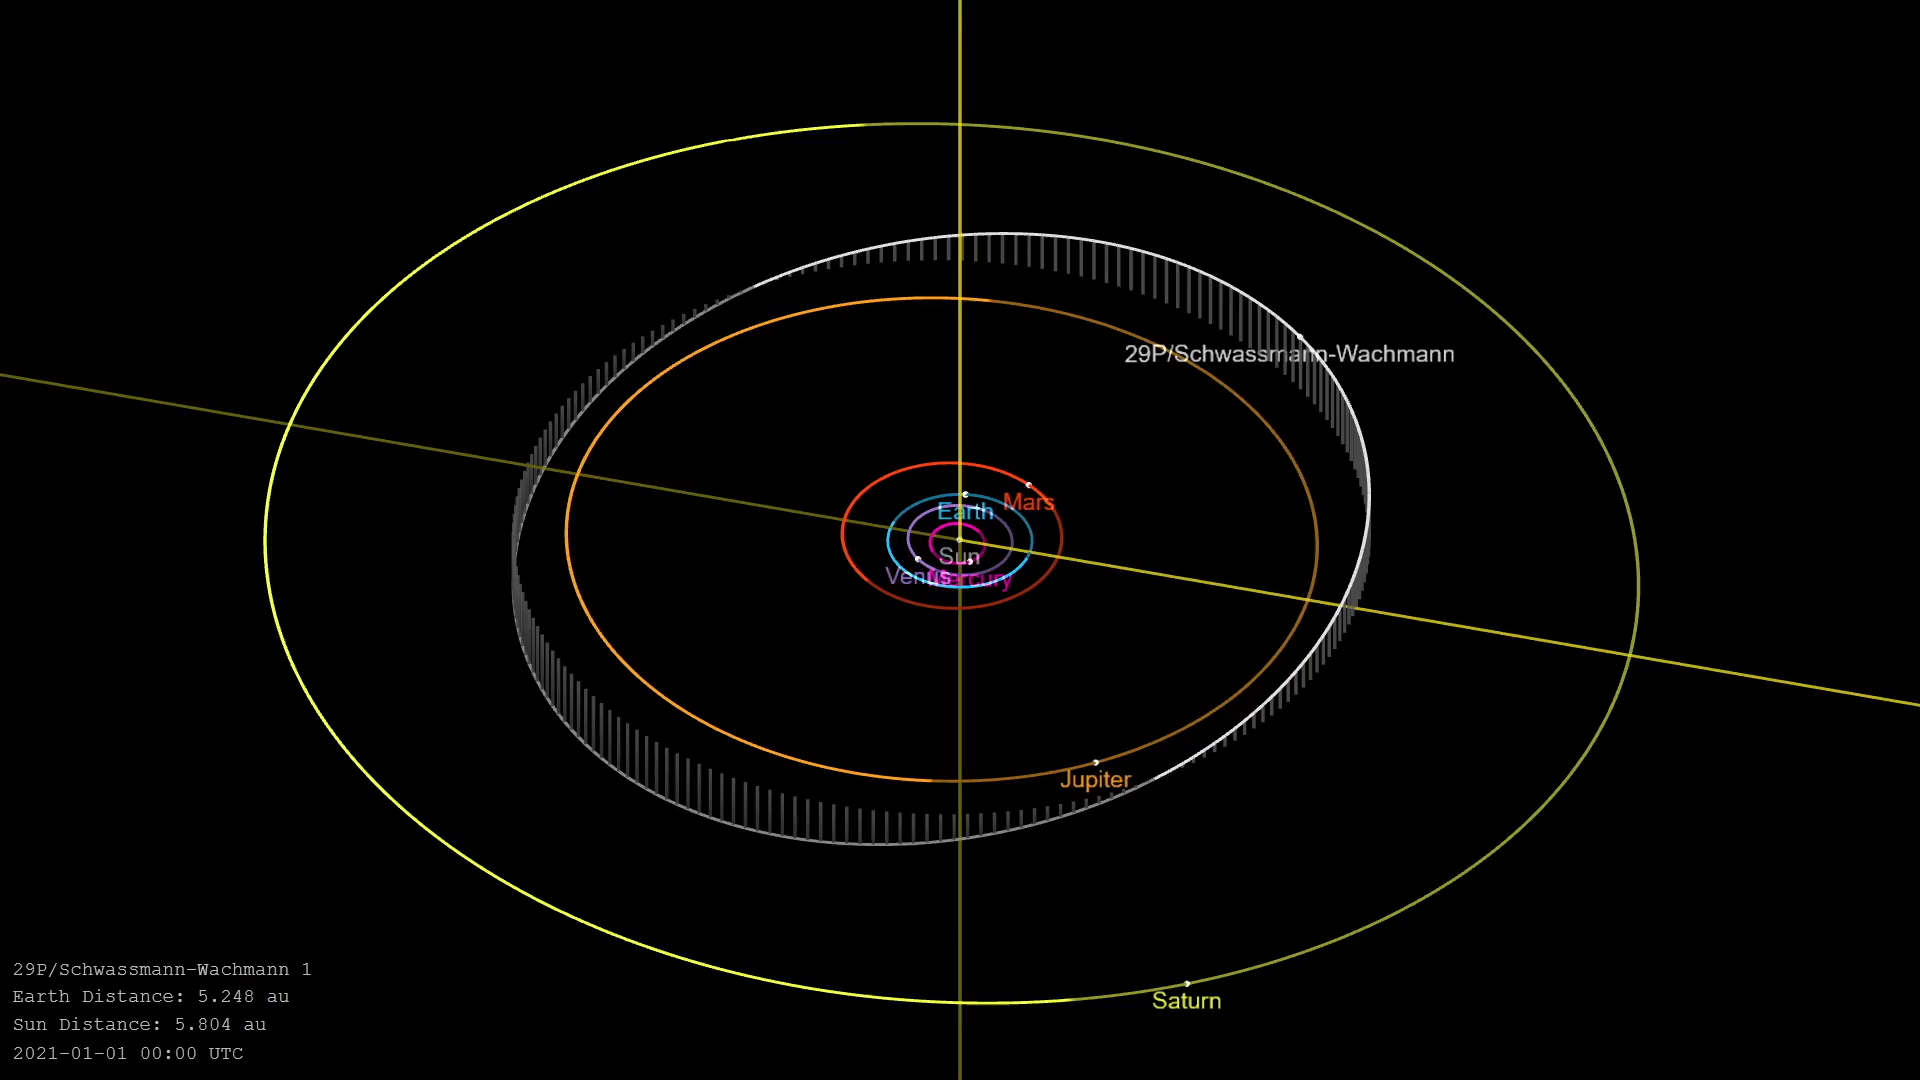 29P/Schwassmann-Wachmann
Mars
Earth
Sun
Venus
Mercury
Jupiter
Saturn
29P/Schwassmann-Wachmann 1
Earth Distance: 5.248 au
Sun Distance: 5.804 au
2021-01-01 00:00 UTC